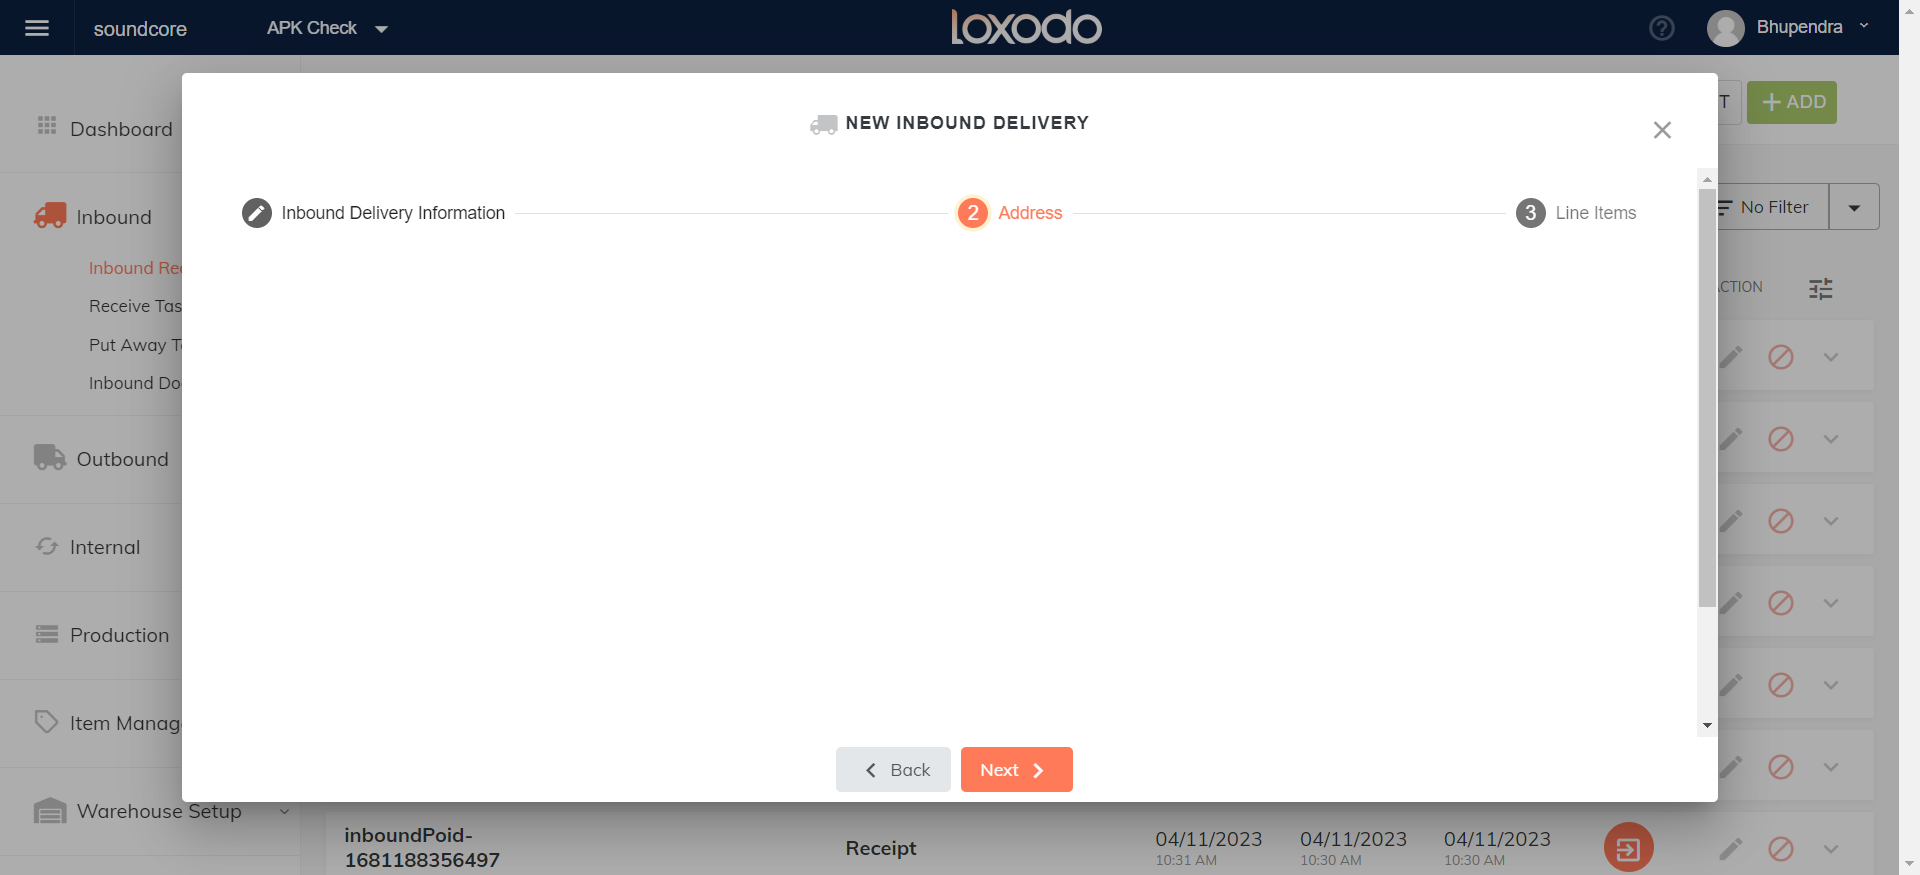 soundcore
APK Check
loxodo
Bhupendra
NEW INBOUND DELIVERY
T
ADD
Dashboard
Inbound
Inbound Delivery Information
2 Address
3 Line Items
No Filter
Inbound Re
Receive Tas
Put Away T
Inbound Do
CTION
Outbound
Internal
Production
Item Manag
Back
Next
Warehouse Setup
inboundPoid-
1681188356497
Receipt
04/11/2023
10:31 AM
04/11/2023
10:30 AM
04/11/2023
10:30 AM